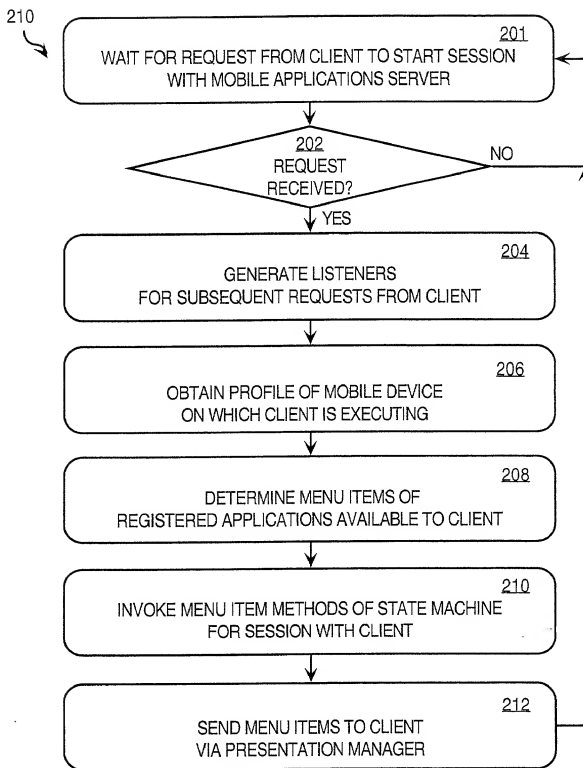 210
201
WAIT FOR REQUEST FROM CLIENT TO START SESSION
WITH MOBILE APPLICATIONS SERVER
202
REQUEST
RECEIVED?
NO
YES
204
GENERATE LISTENERS
FOR SUBSEQUENT REQUESTS FROM CLIENT
206
OBTAIN PROFILE OF MOBILE DEVICE
ON WHICH CLIENT IS EXECUTING
208
DETERMINE MENU ITEMS OF
REGISTERED APPLICATIONS AVAILABLE TO CLIENT
210
INVOKE MENU ITEM METHODS OF STATE MACHINE
FOR SESSION WITH CLIENT
212
SEND MENU ITEMS TO CLIENT
VIA PRESENTATION MANAGER